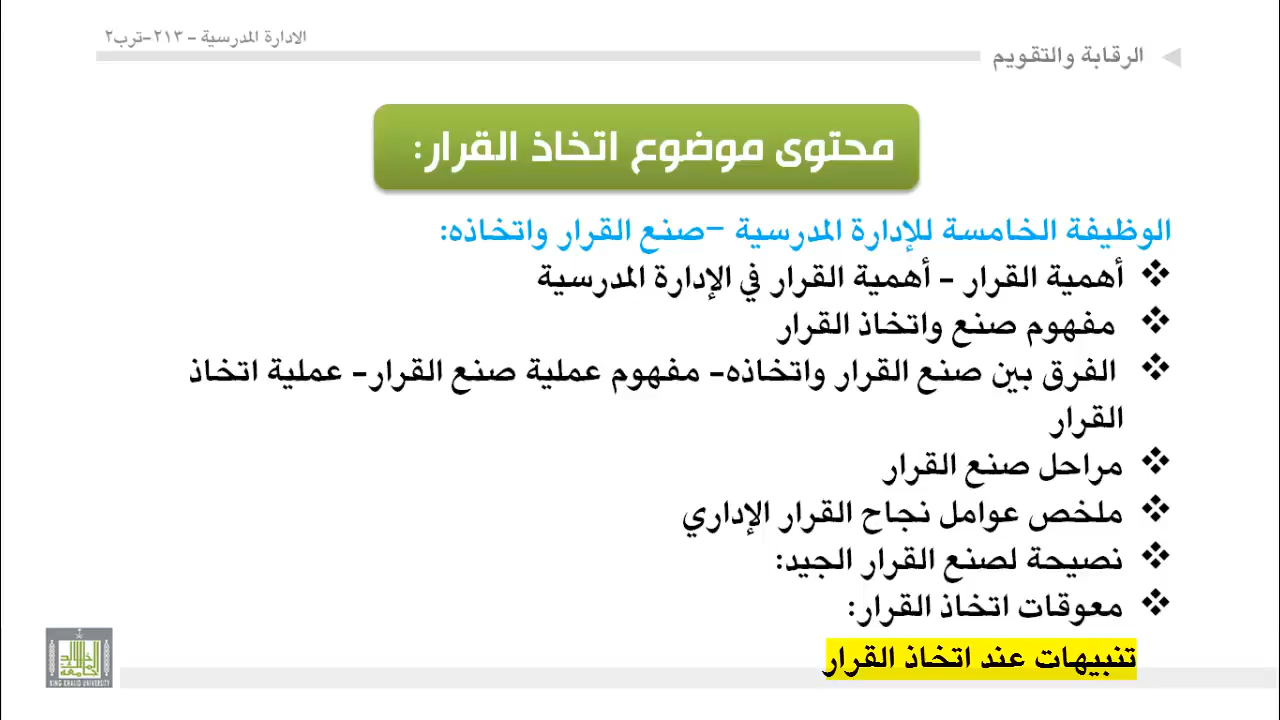 الادارة المدرسية - ٢١٣-ترب٢
الرقابة والتقويم
محتوى موضوع اتخاذ القرار:
الوظيفة الخامسة للإدارة المدرسية –صنع القرار واتخاذه:
❖ أهمية القرار - أهمية القرار في الإدارة المدرسية
❖ مفهوم صنع واتخاذ القرار
❖ الفرق بين صنع القرار واتخاذه- مفهوم عملية صنع القرار- عملية اتخاذ
القرار
❖ مراحل صنع القرار
❖ ملخص عوامل نجاح القرار الإداري
❖ نصيحة لصنع القرار الجيد:
❖ معوقات اتخاذ القرار:
تنبيهات عند اتخاذ القرار
KING KHALID UNIVERSITY